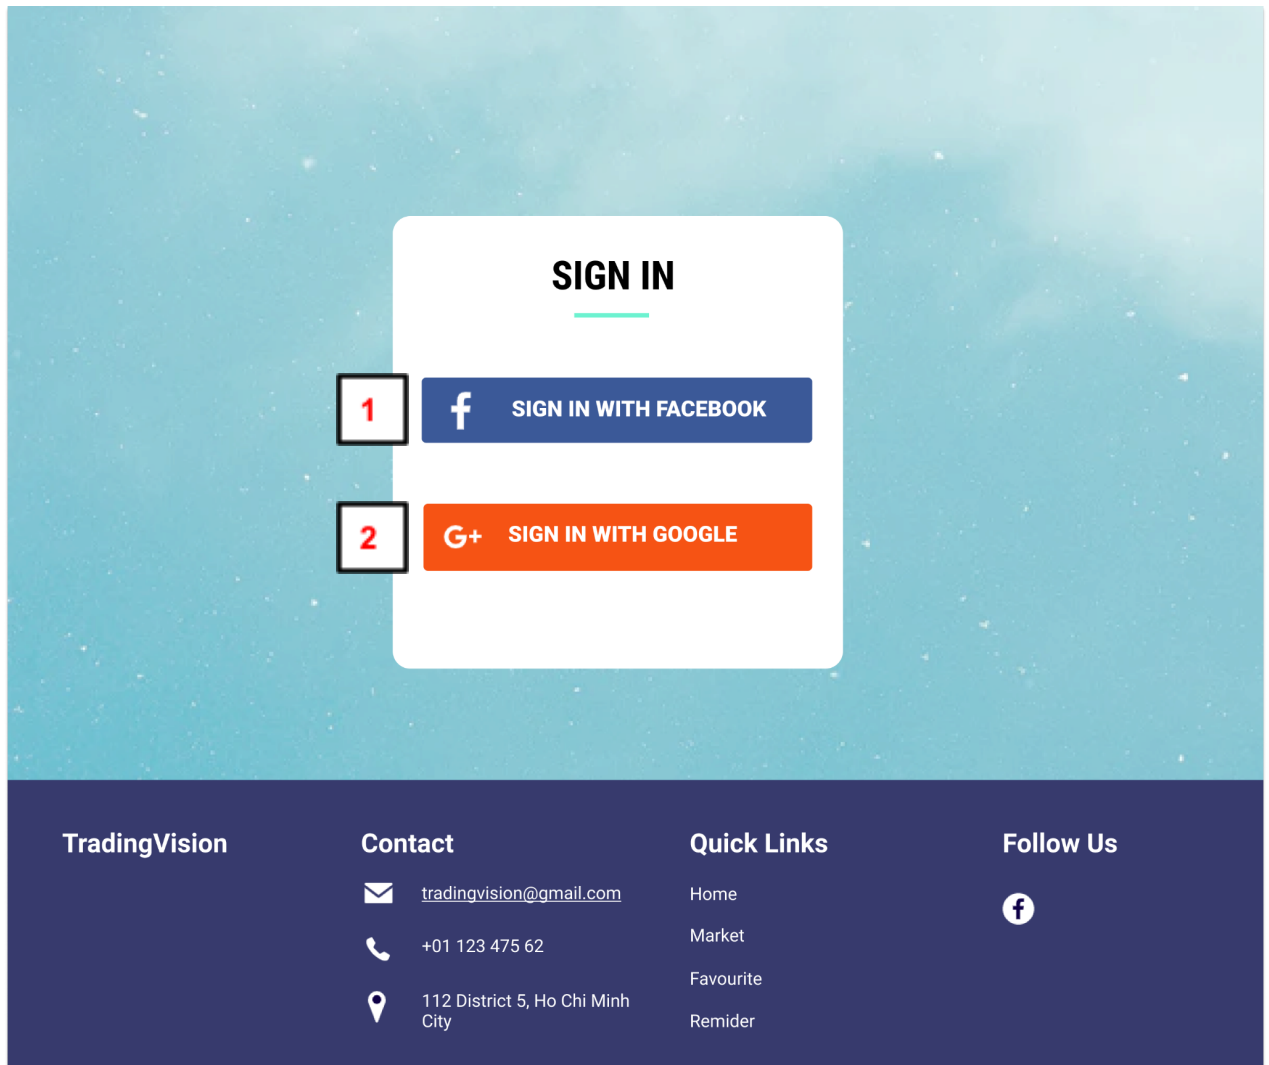 SIGN IN
1
f SIGN IN WITH FACEBOOK
2
G+ SIGN IN WITH GOOGLE
TradingVision
Contact
tradingvision@gmail.com
+01 123 475 62
112 District 5, Ho Chi Minh
City
Quick Links
Home
Market
Favourite
Remider
Follow Us
f